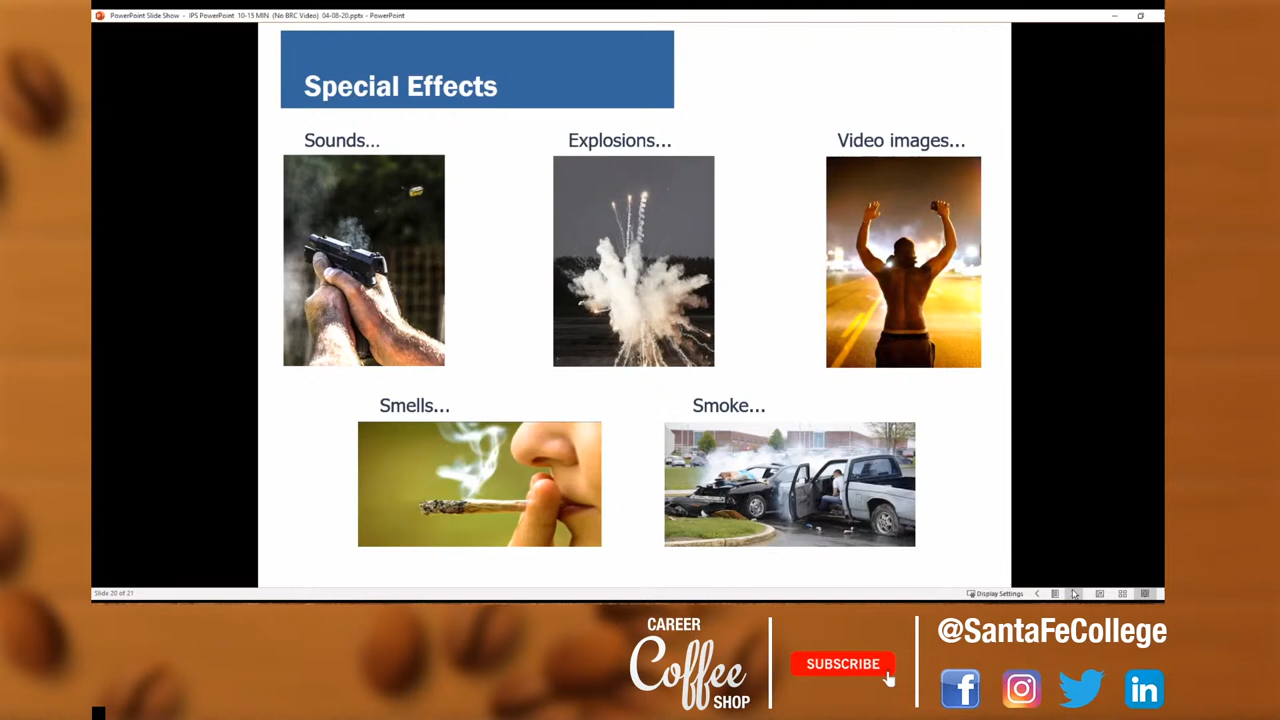 PowerPoint Slide Show - IPS PowerPoint 10-15 MIN (No BRC Video) 04-08-20.pptx - PowerPoint
Special Effects
Sounds...
Explosions...
Video images...
Smells...
Smoke...
Slide 20 of 21
Display Settings
CAREER
Coffee
SHOP
SUBSCRIBE
@SantaFeCollege
f
in